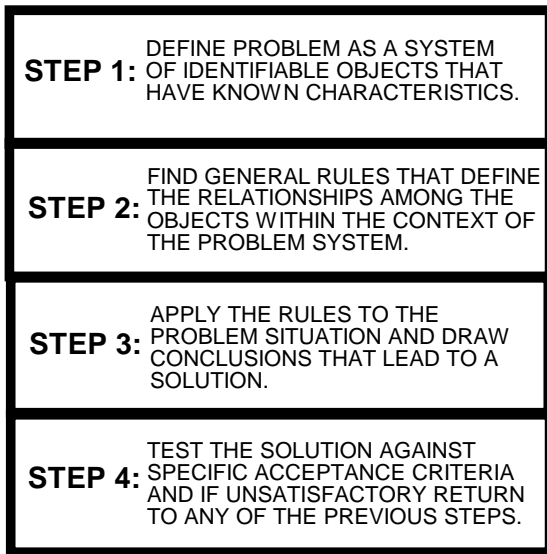 DEFINE PROBLEM AS A SYSTEM
STEP 1: OF IDENTIFIABLE OBJECTS THAT
HAVE KNOWN CHARACTERISTICS.
FIND GENERAL RULES THAT DEFINE
THE RELATIONSHIPS AMONG THE
STEP 2: OBJECTS WITHIN THE CONTEXT OF
THE PROBLEM SYSTEM.
APPLY THE RULES TO THE
STEP 3: PROBLEM SITUATION AND DRAW
CONCLUSIONS THAT LEAD TO A
SOLUTION.
TEST THE SOLUTION AGAINST
STEP 4: SPECIFIC ACCEPTANCE CRITERIA
AND IF UNSATISFACTORY RETURN
TO ANY OF THE PREVIOUS STEPS.